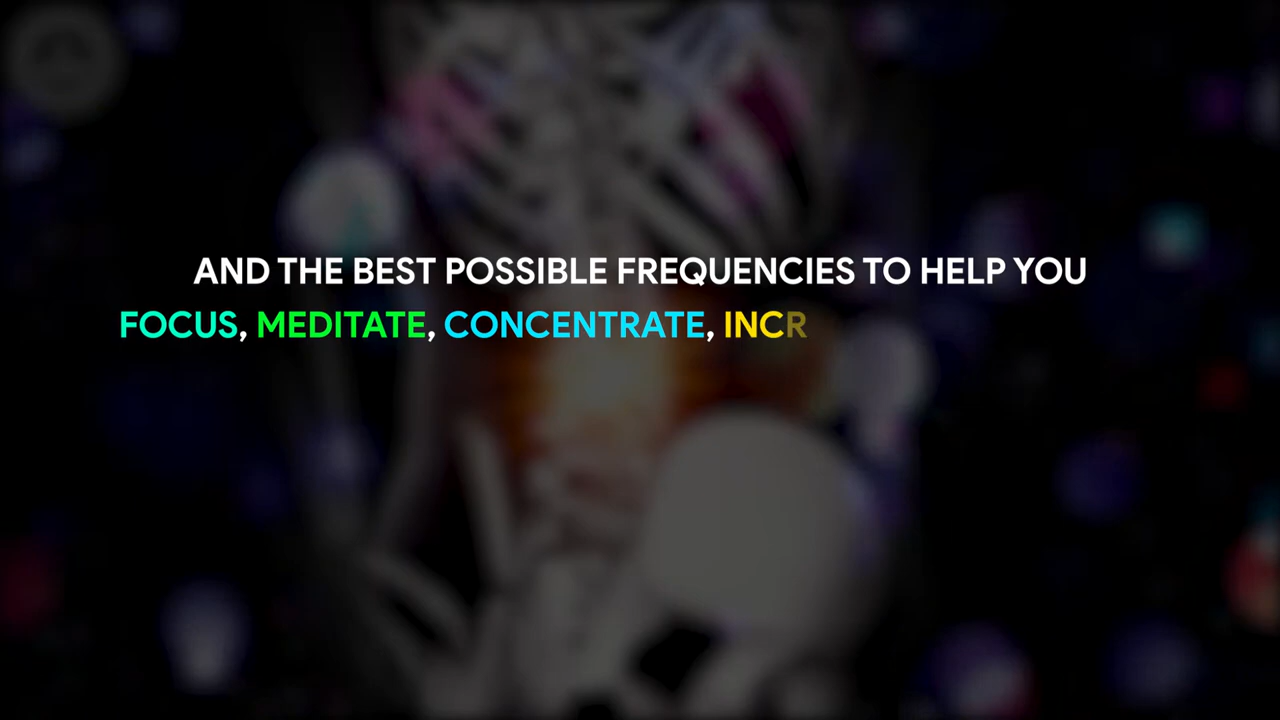 AND THE BEST POSSIBLE FREQUENCIES TO HELP YOU
FOCUS, MEDITATE, CONCENTRATE, INCR